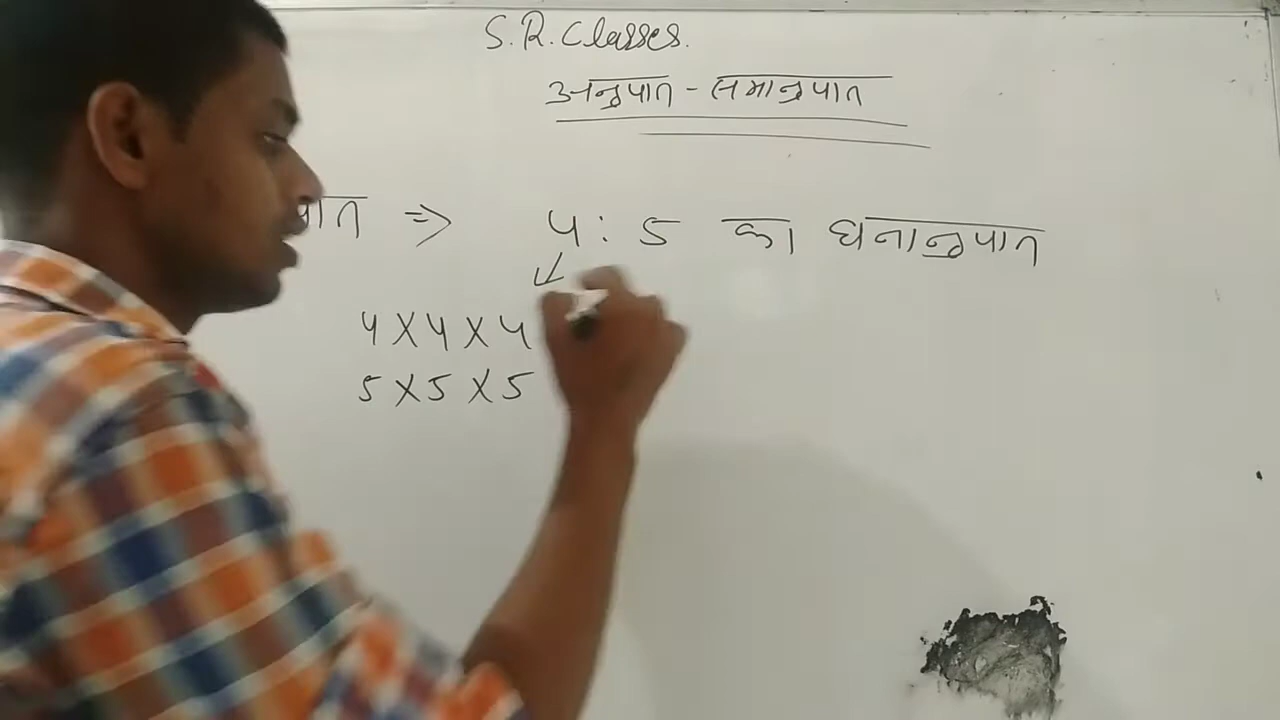 S.R. Classes.
अनुपात - समानुपात
⇒ 4 : 5 का घनानुपात
4 X 4 X 4
5 X 5 X 5